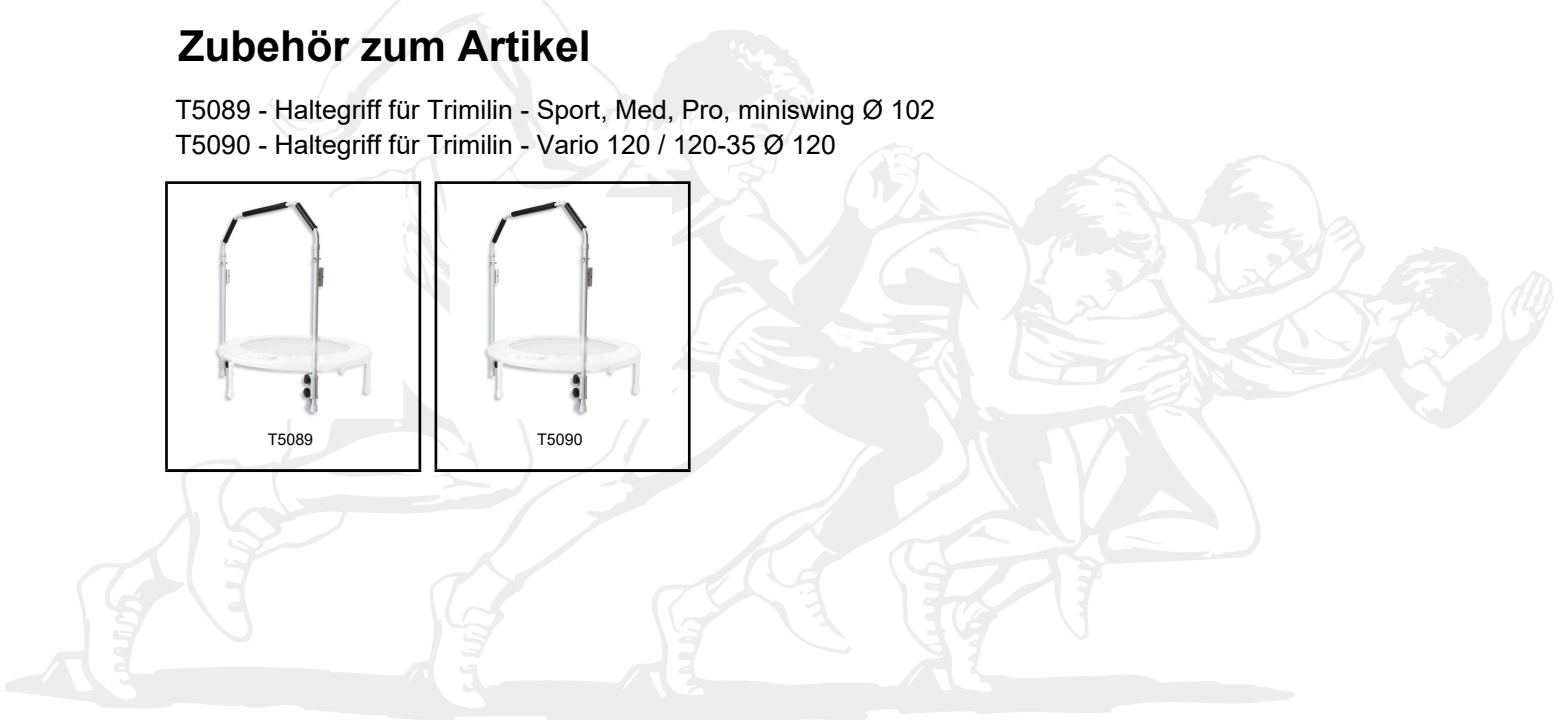 Zubehör zum Artikel
T5089 - Haltegriff für Trimilin - Sport, Med, Pro, miniswing Ø 102
T5090 - Haltegriff für Trimilin - Vario 120 / 120-35 Ø 120
T5089
T5090